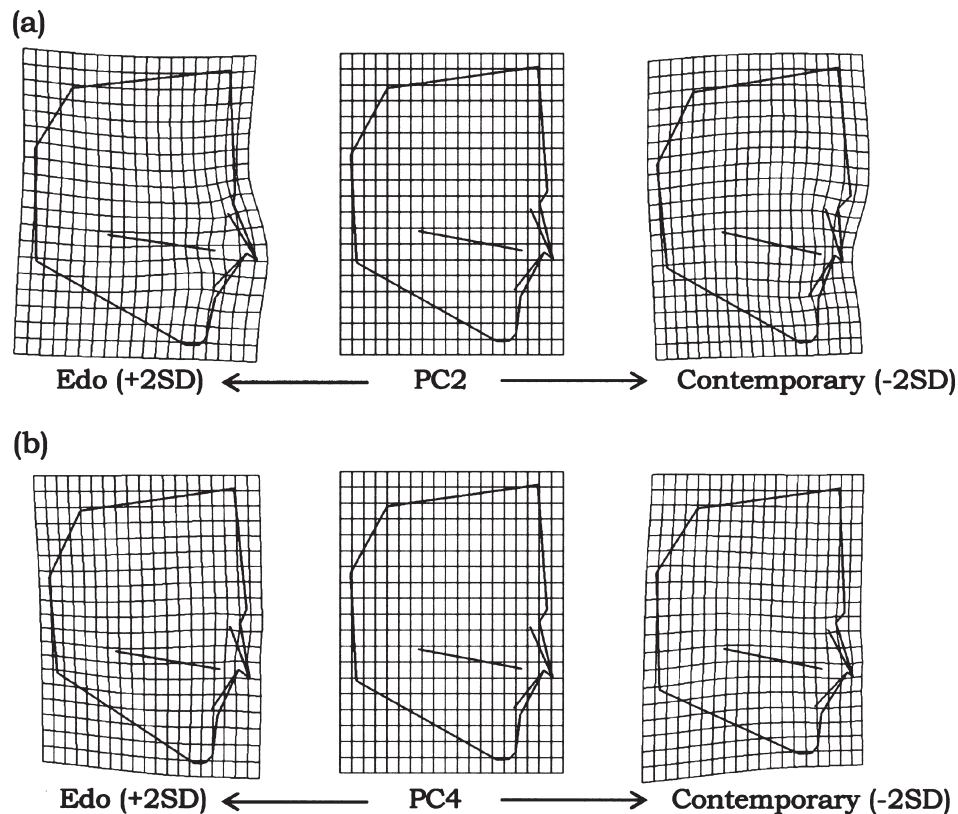 (a)
Edo (+2SD) PC2 Contemporary (-2SD)
(b)
Edo (+2SD) PC4 Contemporary (-2SD)